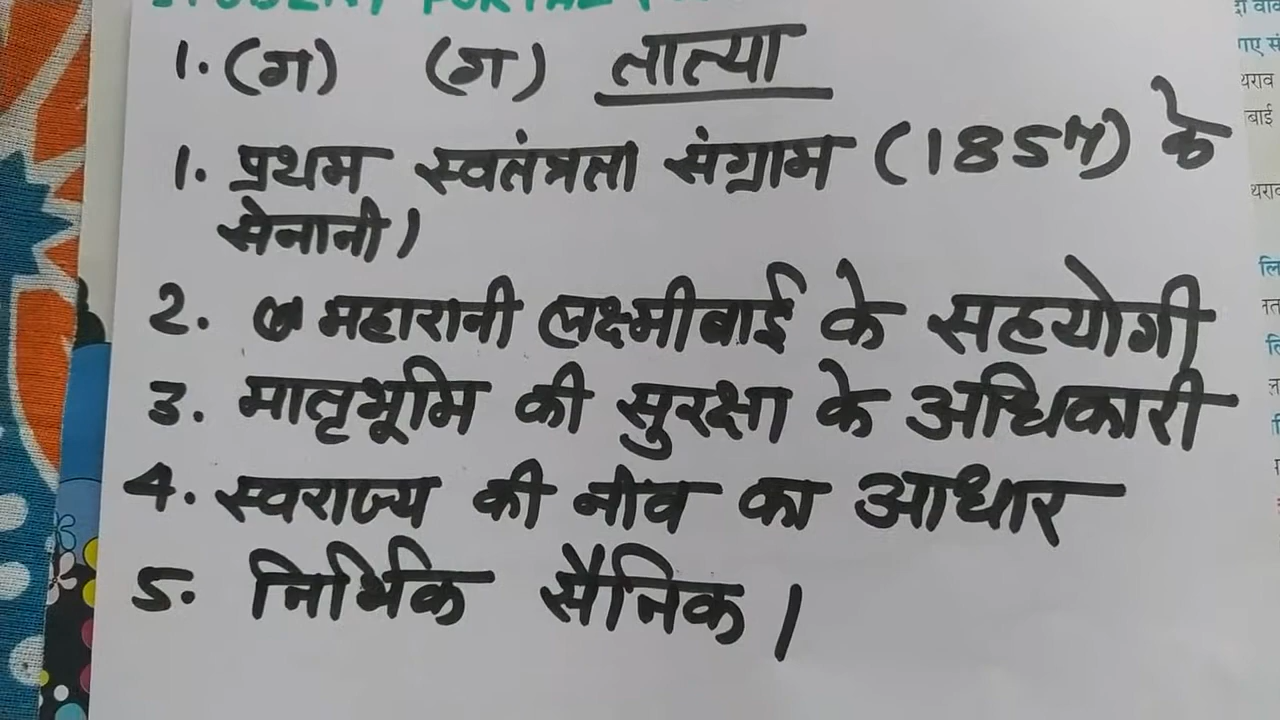 1. (ग) (ग) तात्या
1. प्रथम स्वतंत्रता संग्राम (1857) के
सेनानी।
2. महारानी लक्ष्मीबाई के सहयोगी
3. मातृभूमि की सुरक्षा के अधिकारी
4. स्वराज्य की नीव का आधार
5. निर्भिक सैनिक।